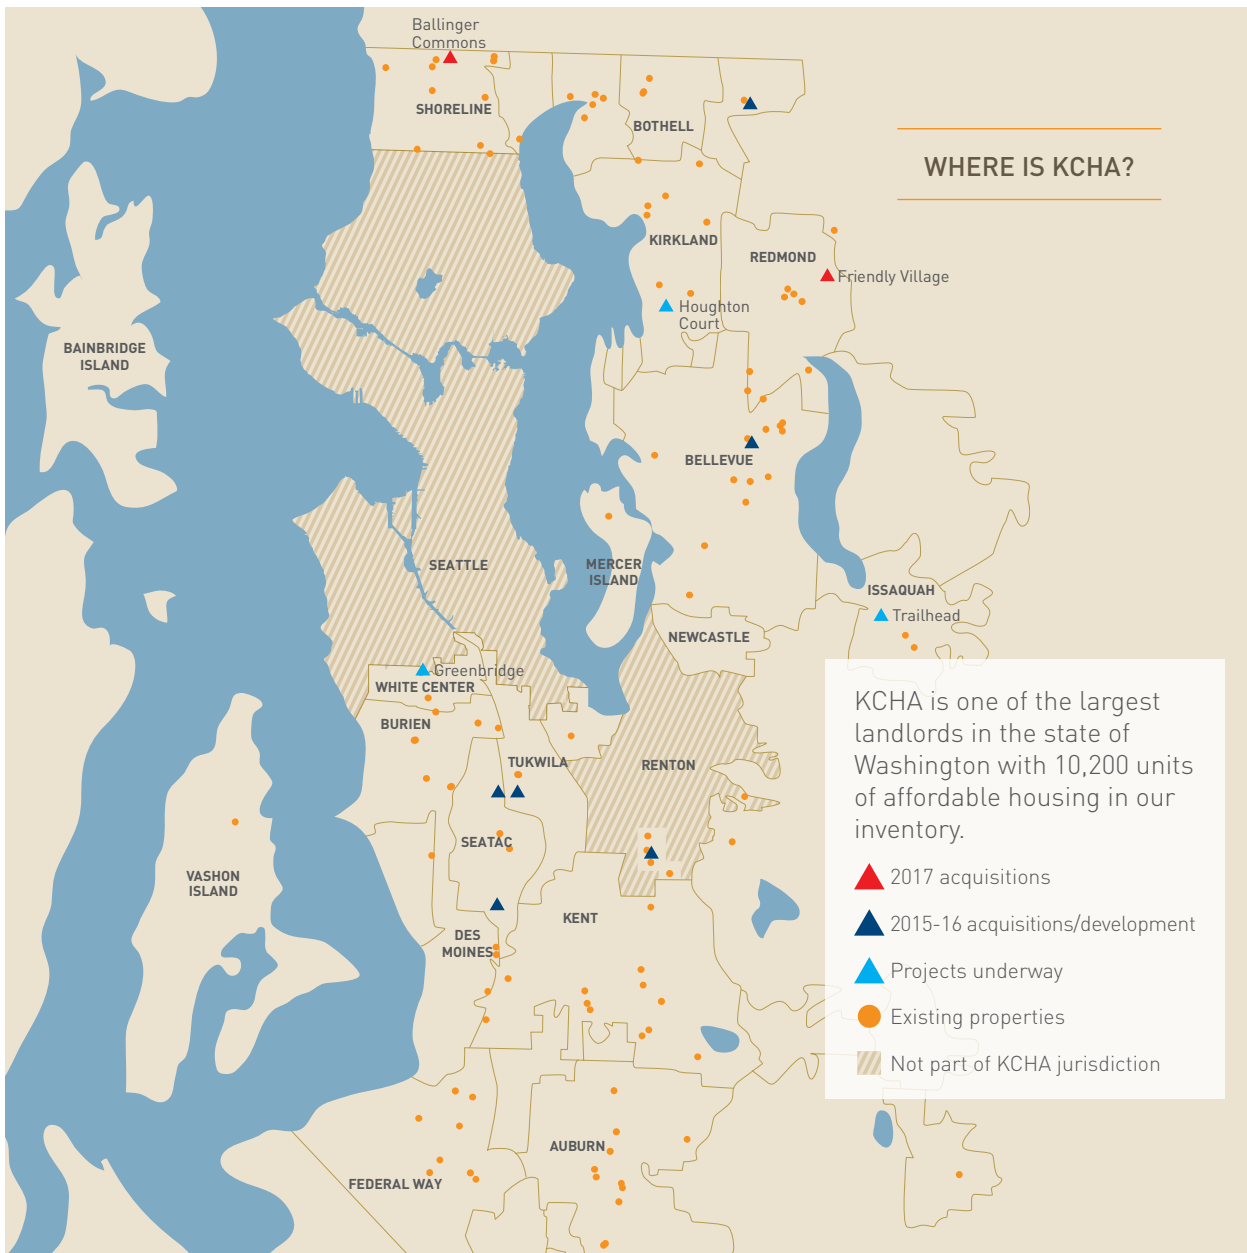 Ballinger
Commons
SHORELINE
BOTHELL
WHERE IS KCHA?
KIRKLAND
REDMOND
Friendly Village
Houghton
Court
BAINBRIDGE
ISLAND
BELLEVUE
SEATTLE
MERCER
ISLAND
ISSAQUAH
Trailhead
NEWCASTLE
Greenbridge
WHITE CENTER
BURIEN
TUKWILA
RENTON
SEATAC
VASHON
ISLAND
KENT
DES
MOINES
AUBURN
FEDERAL WAY
KCHA is one of the largest
landlords in the state of
Washington with 10,200 units
of affordable housing in our
inventory.
2017 acquisitions
2015-16 acquisitions/development
Projects underway
Existing properties
Not part of KCHA jurisdiction